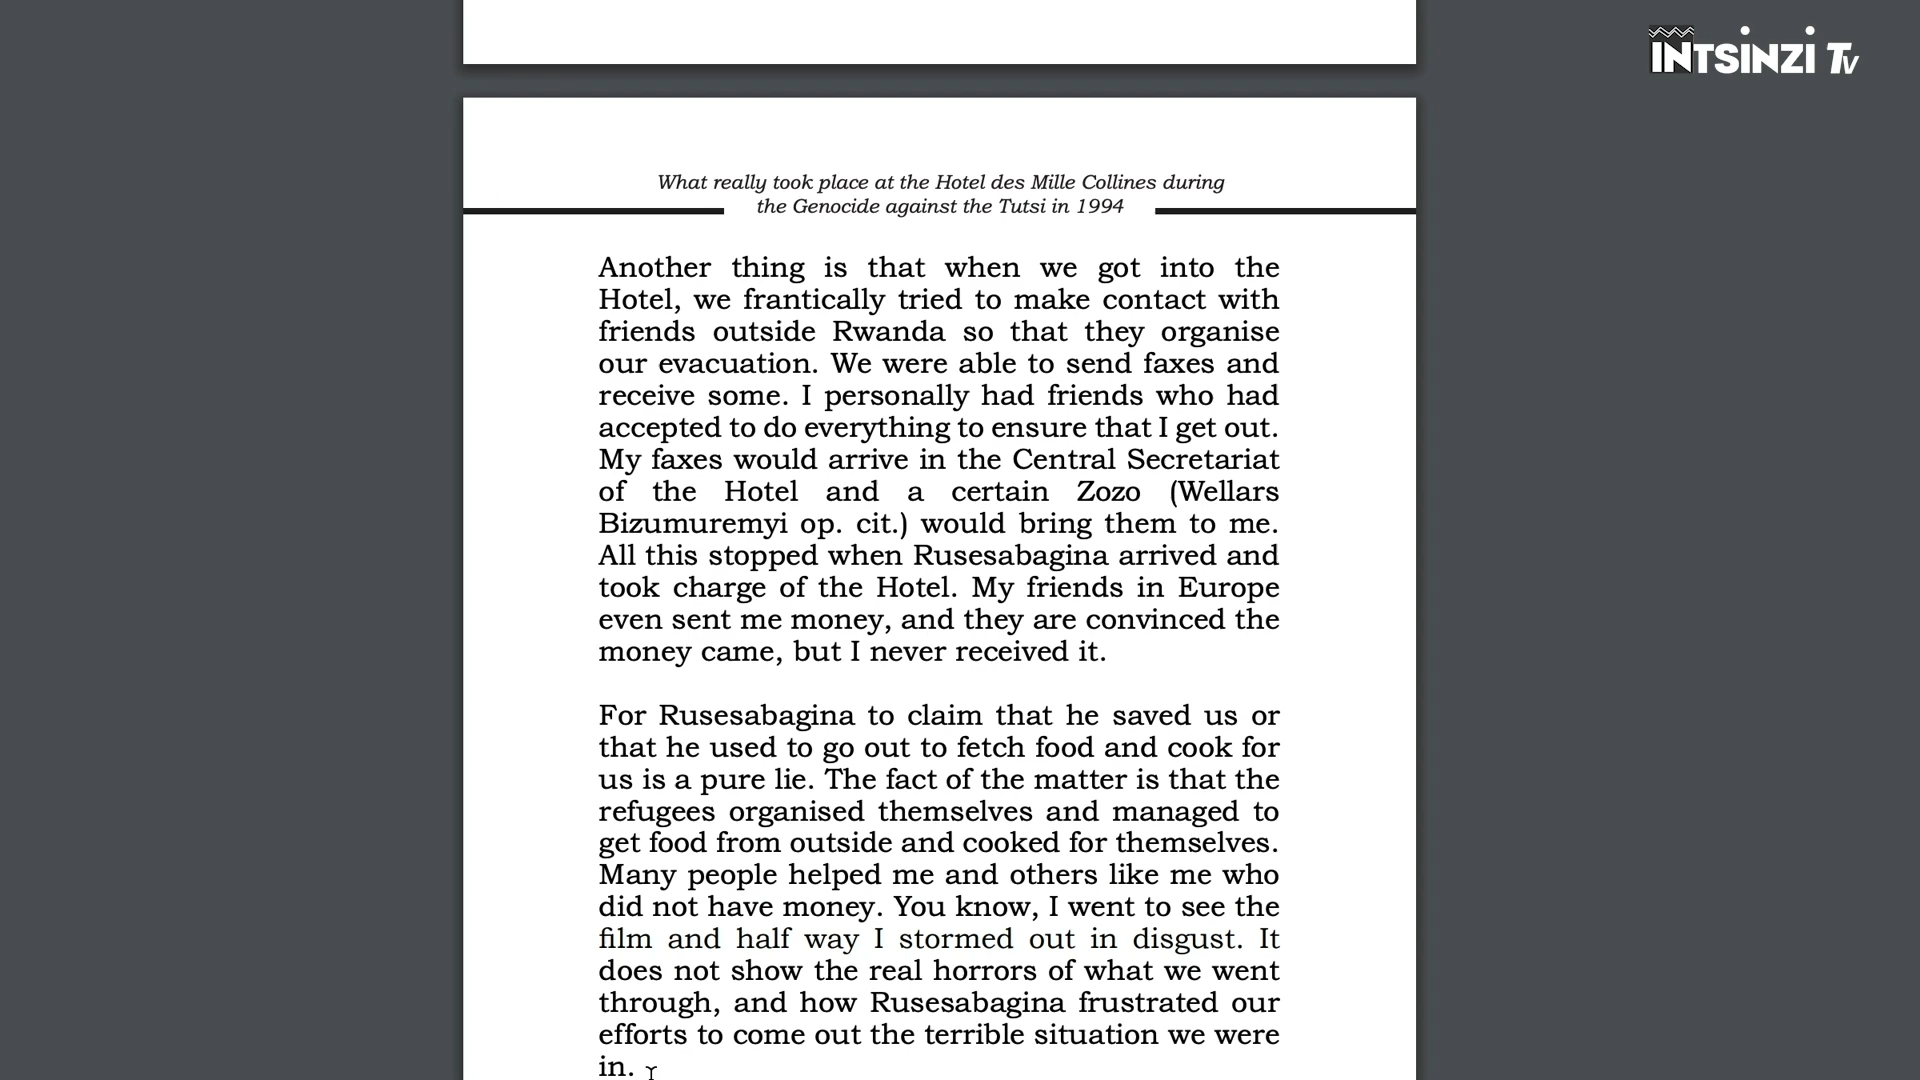 INTSINZI TV
What really took place at the Hotel des Mille Collines during
the Genocide against the Tutsi in 1994
Another thing is that when we got into the
Hotel, we frantically tried to make contact with
friends outside Rwanda so that they organise
our evacuation. We were able to send faxes and
receive some. I personally had friends who had
accepted to do everything to ensure that I get out.
My faxes would arrive in the Central Secretariat
of the Hotel and a certain Zozo (Wellars
Bizumuremyi op. cit.) would bring them to me.
All this stopped when Rusesabagina arrived and
took charge of the Hotel. My friends in Europe
even sent me money, and they are convinced the
money came, but I never received it.
For Rusesabagina to claim that he saved us or
that he used to go out to fetch food and cook for
us is a pure lie. The fact of the matter is that the
refugees organised themselves and managed to
get food from outside and cooked for themselves.
Many people helped me and others like me who
did not have money. You know, I went to see the
film and half way I stormed out in disgust. It
does not show the real horrors of what we went
through, and how Rusesabagina frustrated our
efforts to come out the terrible situation we were
in.